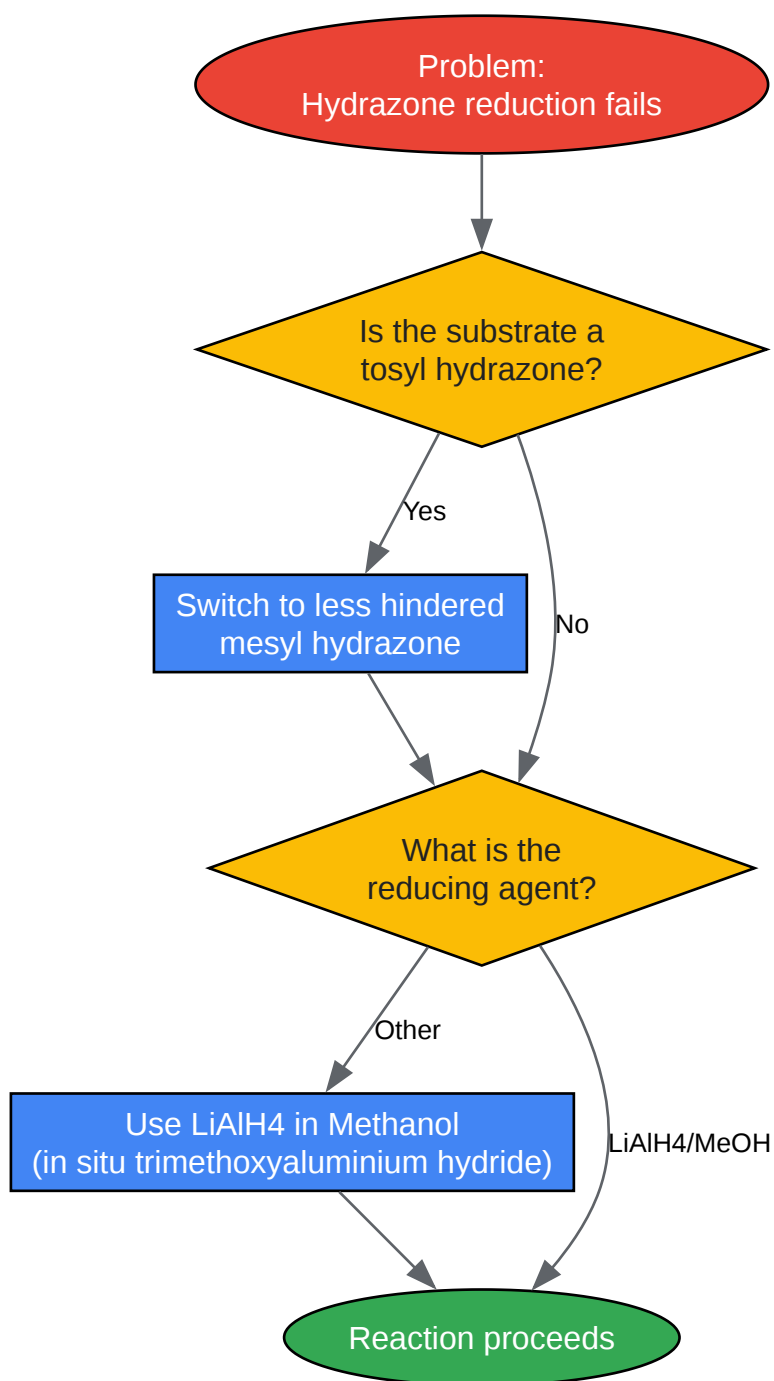 Problem:
Hydrazone reduction fails
Is the substrate a
tosyl hydrazone?
Yes
Switch to less hindered
mesyl hydrazone
No
What is the
reducing agent?
Other
Use LiAlH4 in Methanol
(in situ trimethoxyaluminium hydride)
LiAlH4/MeOH
Reaction proceeds